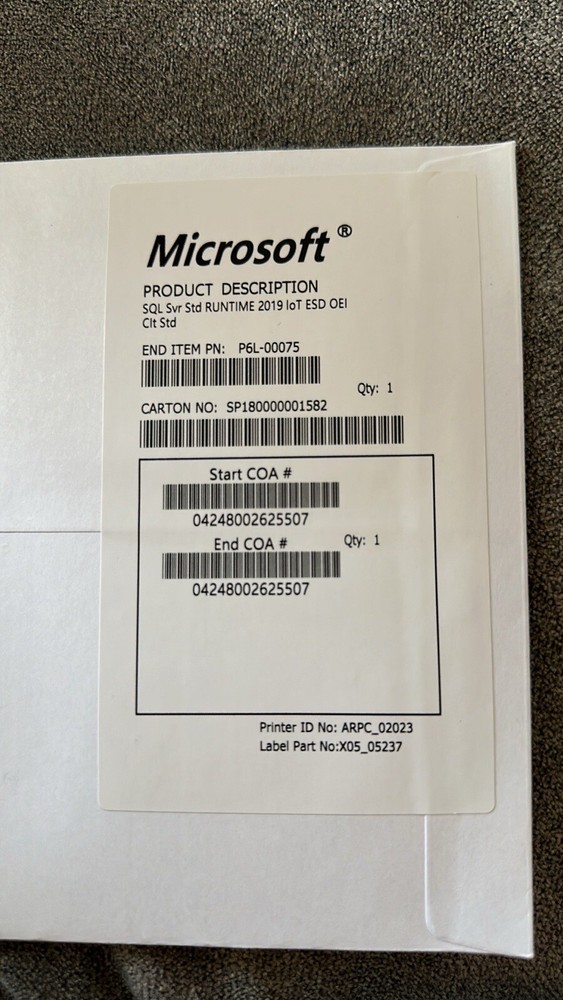 Microsoft ®
PRODUCT DESCRIPTION
SQL Svr Std RUNTIME 2019 IoT ESD OEI
Clt Std
END ITEM PN: P6L-00075
Qty: 1
CARTON NO: SP180000001582
Start COA #
04248002625507
End COA # Qty: 1
04248002625507
Printer ID No: ARPC_02023
Label Part No:X05_05237